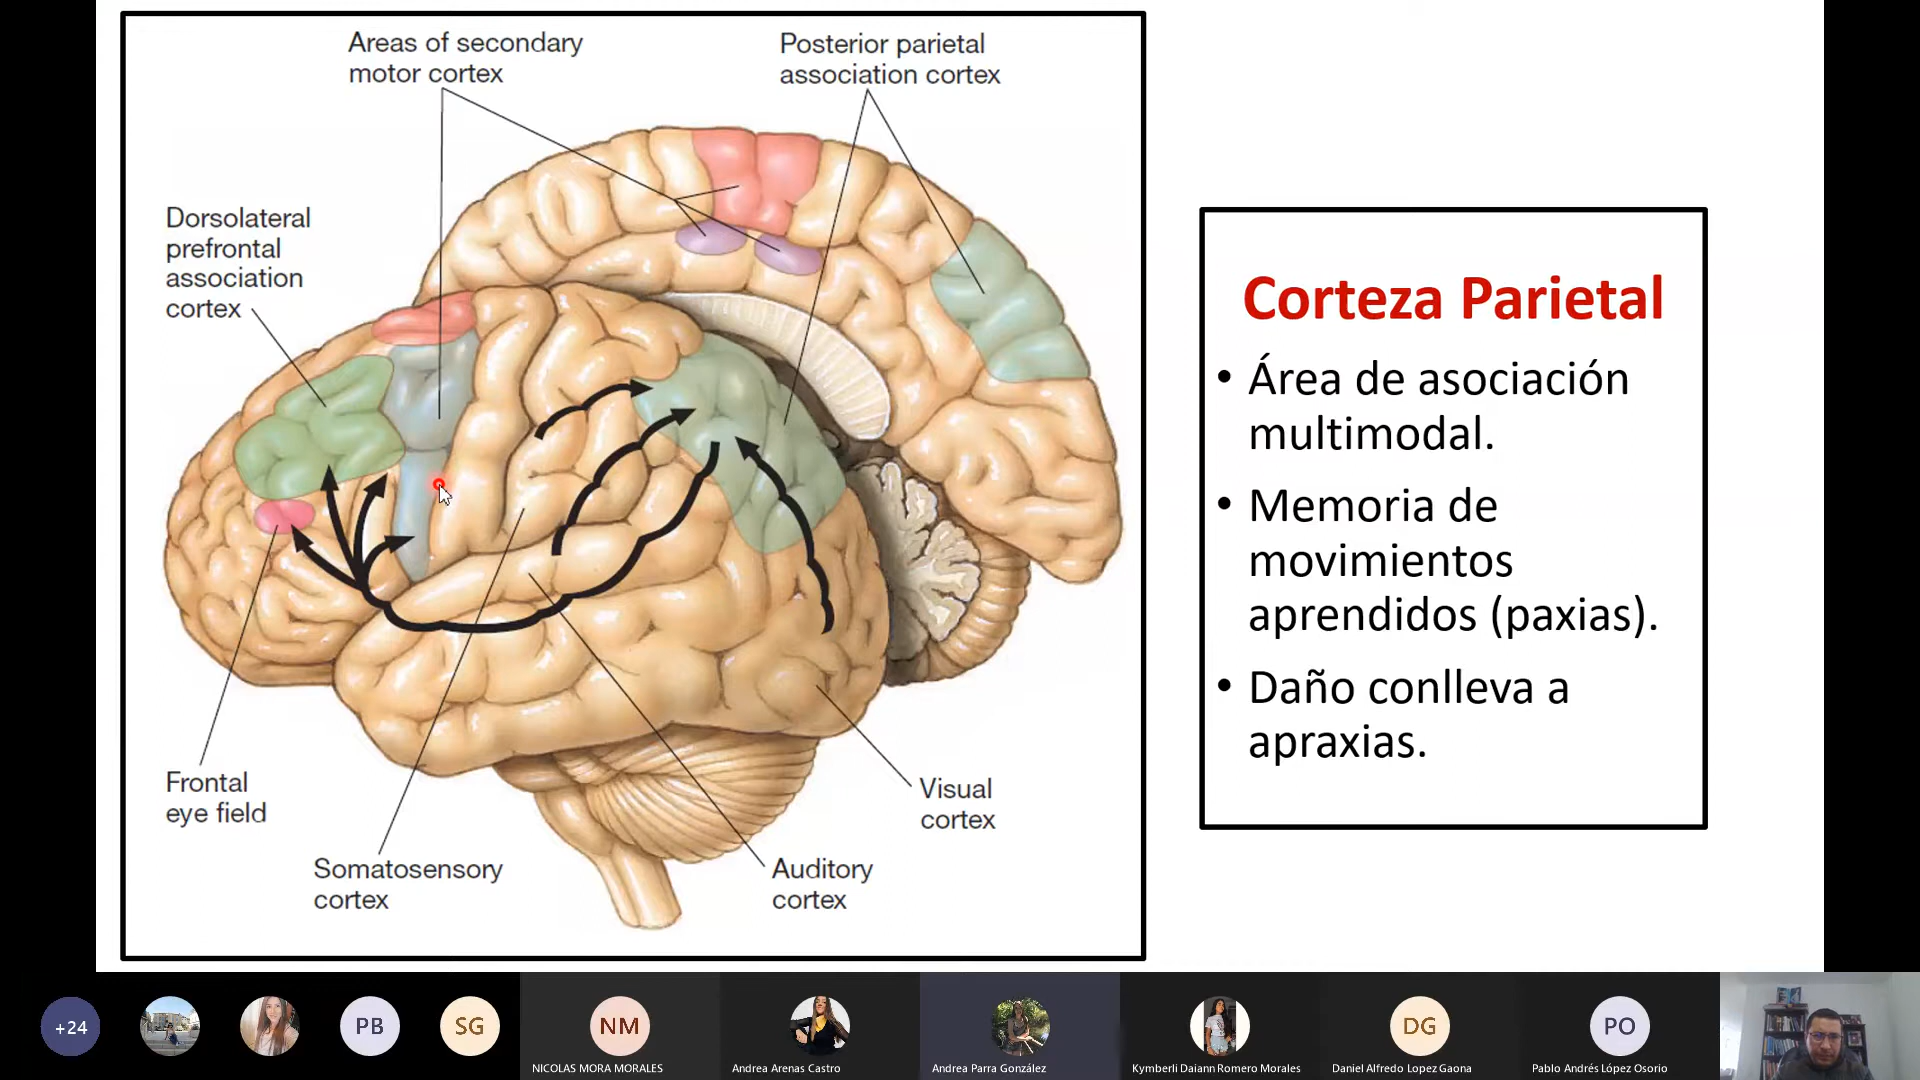 Areas of secondary
motor cortex
Posterior parietal
association cortex
Dorsolateral
prefrontal
association
cortex
Frontal
eye field
Somatosensory
cortex
Auditory
cortex
Visual
cortex
Corteza Parietal
• Área de asociación
multimodal.
• Memoria de
movimientos
aprendidos (paxias).
• Daño conlleva a
apraxias.
+24
PB
SG
NM
DG
PO
NICOLAS MORA MORALES
Andrea Arenas Castro
Andrea Parra González
Kymberli Daiann Romero Morales
Daniel Alfredo Lopez Gaona
Pablo Andrés López Osorio